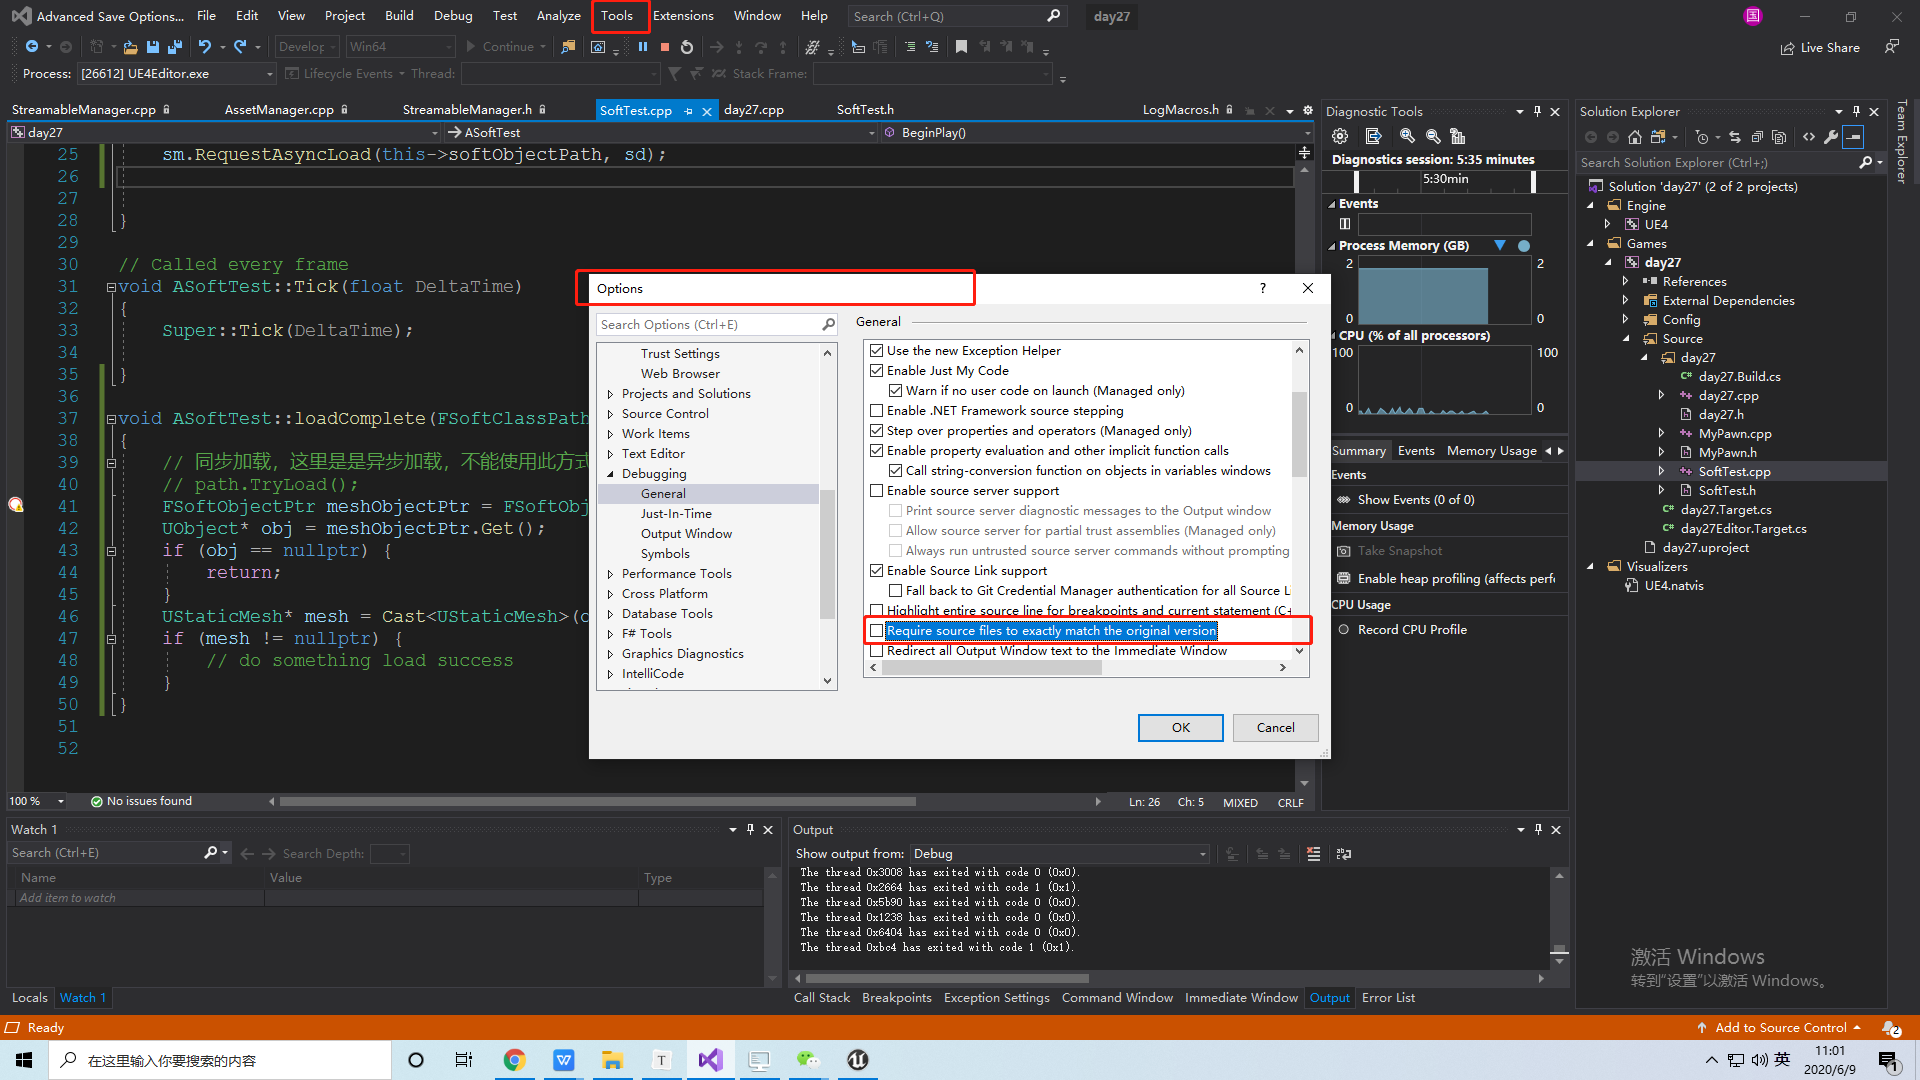 Advanced Save Options... File Edit View Project Build Debug Test Analyze Tools Extensions Window Help Search (Ctrl+Q) day27 国
Develop Win64 Continue Live Share
Process: [26612] UE4Editor.exe Lifecycle Events Thread: Stack Frame:
StreamableManager.cpp AssetManager.cpp StreamableManager.h SoftTest.cpp day27.cpp SoftTest.h LogMacros.h
day27 ASoftTest BeginPlay()
25 sm.RequestAsyncLoad(this->softObjectPath, sd);
26
27
28 }
29
30 // Called every frame
31 void ASoftTest::Tick(float DeltaTime)
32 {
33 Super::Tick(DeltaTime);
34
35 }
36
37 void ASoftTest::loadComplete(FSoftClassPath
38 {
39 // 同步加载，这里是是异步加载，不能使用此方式
40 // path.TryLoad();
41 FSoftObjectPtr meshObjectPtr = FSoftObj
42 UObject* obj = meshObjectPtr.Get();
43 if (obj == nullptr) {
44 return;
45 }
46 UStaticMesh* mesh = Cast<UStaticMesh>(o
47 if (mesh != nullptr) {
48 // do something load success
49 }
50 }
51
52
100 % No issues found Ln: 26 Ch: 5 MIXED CRLF
Options ?
Search Options (Ctrl+E)
Trust Settings
Web Browser
Projects and Solutions
Source Control
Work Items
Text Editor
Debugging
General
Just-In-Time
Output Window
Symbols
Performance Tools
Cross Platform
Database Tools
F# Tools
Graphics Diagnostics
IntelliCode
General
Use the new Exception Helper
Enable Just My Code
Warn if no user code on launch (Managed only)
Enable .NET Framework source stepping
Step over properties and operators (Managed only)
Enable property evaluation and other implicit function calls
Call string-conversion function on objects in variables windows
Enable source server support
Print source server diagnostic messages to the Output window
Allow source server for partial trust assemblies (Managed only)
Always run untrusted source server commands without prompting
Enable Source Link support
Fall back to Git Credential Manager authentication for all Source Li
Highlight entire source line for breakpoints and current statement (C+
Require source files to exactly match the original version
Redirect all Output Window text to the Immediate Window
OK Cancel
Diagnostic Tools
Diagnostics session: 5:35 minutes
5:30min
Events
Process Memory (GB)
2 2
0 0
CPU (% of all processors)
100 100
0 0
Summary Events Memory Usage
Events
Show Events (0 of 0)
Memory Usage
Take Snapshot
Enable heap profiling (affects perfo
CPU Usage
Record CPU Profile
Solution Explorer
Search Solution Explorer (Ctrl+;)
Solution 'day27' (2 of 2 projects)
Engine
UE4
Games
day27
References
External Dependencies
Config
Source
day27
day27.Build.cs
day27.cpp
day27.h
MyPawn.cpp
MyPawn.h
SoftTest.cpp
SoftTest.h
day27.Target.cs
day27Editor.Target.cs
day27.uproject
Visualizers
UE4.natvis
Team Explorer
Watch 1
Search (Ctrl+E) Search Depth:
Name Value Type
Add item to watch
Locals Watch 1
Output
Show output from: Debug
The thread 0x3008 has exited with code 0 (0x0).
The thread 0x2664 has exited with code 1 (0x1).
The thread 0x5b90 has exited with code 0 (0x0).
The thread 0x1238 has exited with code 0 (0x0).
The thread 0x6404 has exited with code 0 (0x0).
The thread 0xbc4 has exited with code 1 (0x1).
Call Stack Breakpoints Exception Settings Command Window Immediate Window Output Error List
激活 Windows
转到“设置”以激活 Windows。
Ready Add to Source Control 2
在这里输入你要搜索的内容 英 11:01
2020/6/9 1